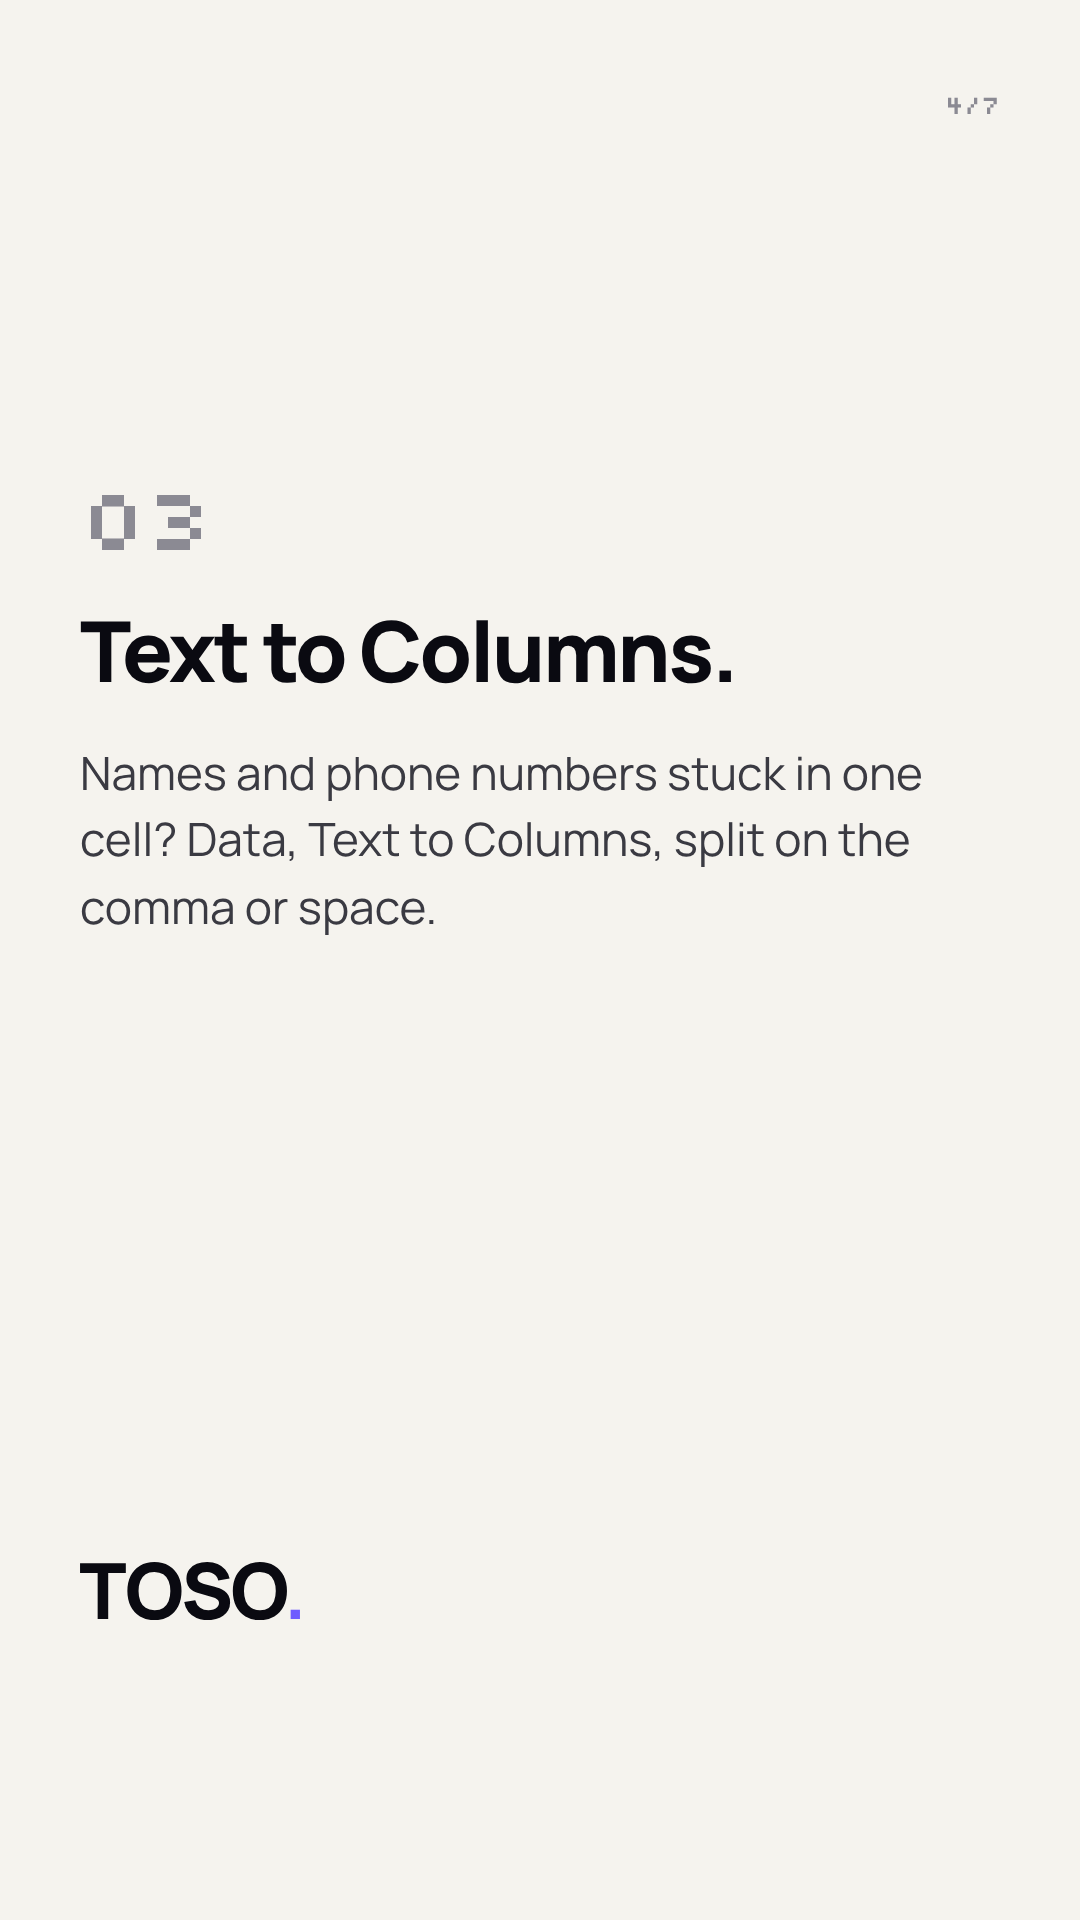 4/7
03
Text to Columns.
Names and phone numbers stuck in one
cell? Data, Text to Columns, split on the
comma or space.
TOSO.